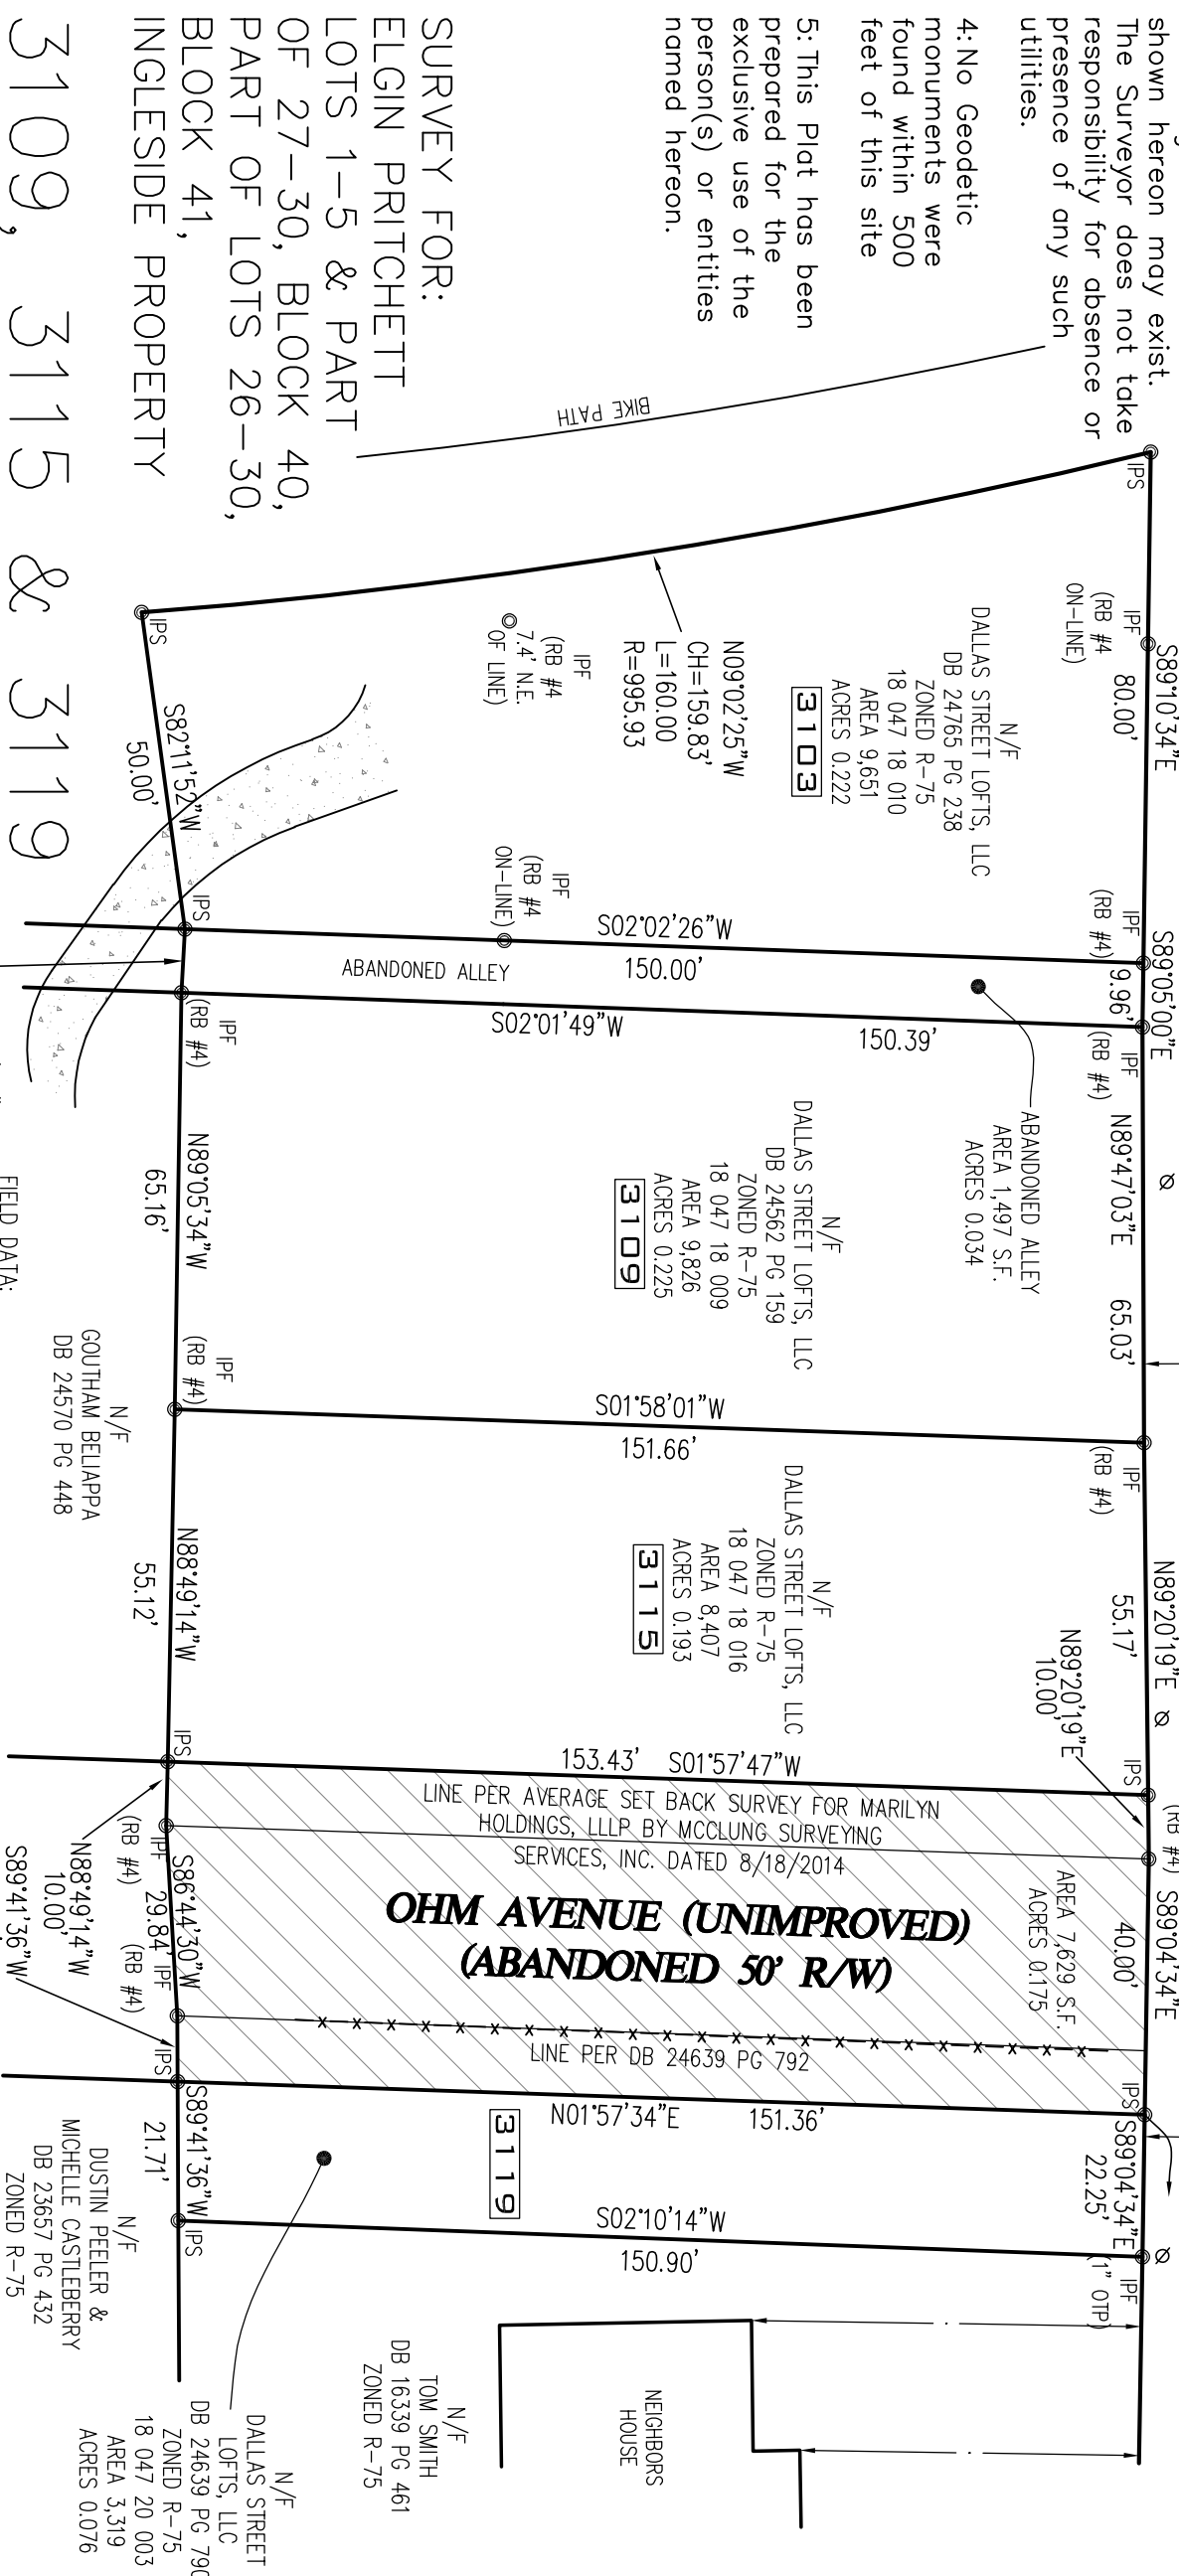 shown hereon may exist.
The Surveyor does not take
responsibility for absence or
presence of any such
utilities.
4: No Geodetic
monuments were
found within 500
feet of this site
5: This Plat has been
prepared for the
exclusive use of the
person(s) or entities
named hereon.
SURVEY FOR:
ELGIN PRITCHETT
LOTS 1-5 & PART
OF 27-30, BLOCK 40,
PART OF LOTS 26-30,
BLOCK 41,
INGLESIDE PROPERTY
3109, 3115 & 3119
BIKE PATH
IPS
IPF
(RB #4
ON-LINE)
S89°10'34"E
80.00'
N/F
DALLAS STREET LOFTS, LLC
DB 24765 PG 238
ZONED R-75
18 047 18 010
AREA 9,651
ACRES 0.222
3103
N09°02'25"W
CH=159.83'
L=160.00
R=995.93
IPF
(RB #4
7.4' N.E.
OF LINE)
IPS
S82°11'52"W
50.00'
IPS
IPF
(RB #4
ON-LINE)
IPF
(RB #4)
S89°05'00"E
9.96'
IPF
(RB #4)
S02°02'26"W
150.00'
ABANDONED ALLEY
S02°01'49"W
150.39'
ABANDONED ALLEY
AREA 1,497 S.F.
ACRES 0.034
IPF
(RB #4)
N89°47'03"E
65.03'
N/F
DALLAS STREET LOFTS, LLC
DB 24562 PG 159
ZONED R-75
18 047 18 009
AREA 9,826
ACRES 0.225
3109
N89°05'34"W
65.16'
FIELD DATA:
IPF
(RB #4)
IPF
(RB #4)
S01°58'01"W
151.66'
N/F
GOUTHAM BELIAPPA
DB 24570 PG 448
N89°20'19"E
55.17'
N89°20'19"E
10.00'
N/F
DALLAS STREET LOFTS, LLC
ZONED R-75
18 047 18 016
AREA 8,407
ACRES 0.193
3115
N88°49'14"W
55.12'
IPS
IPS
153.43' S01°57'47"W
LINE PER AVERAGE SET BACK SURVEY FOR MARILYN
HOLDINGS, LLLP BY MCCLUNG SURVEYING
SERVICES, INC. DATED 8/18/2014
(RB #4)
S89°04'34"E
40.00'
AREA 7,629 S.F.
ACRES 0.175
OHM AVENUE (UNIMPROVED)
(ABANDONED 50' R/W)
IPF
(RB #4)
S86°44'30"W
29.84'
IPF
(RB #4)
N88°49'14"W
10.00'
S89°41'36"W
LINE PER DB 24639 PG 792
IPS
IPS
N01°57'34"E
151.36'
S89°04'34"E
22.25'
IPF
(1" OTP)
3119
S89°41'36"W
21.71'
IPS
S02°10'14"W
150.90'
N/F
DUSTIN PEELER &
MICHELLE CASTLEBERRY
DB 23657 PG 432
ZONED R-75
NEIGHBORS
HOUSE
N/F
TOM SMITH
DB 16339 PG 461
ZONED R-75
N/F
DALLAS STREET
LOFTS, LLC
DB 24639 PG 790
ZONED R-75
18 047 20 003
AREA 3,319
ACRES 0.076